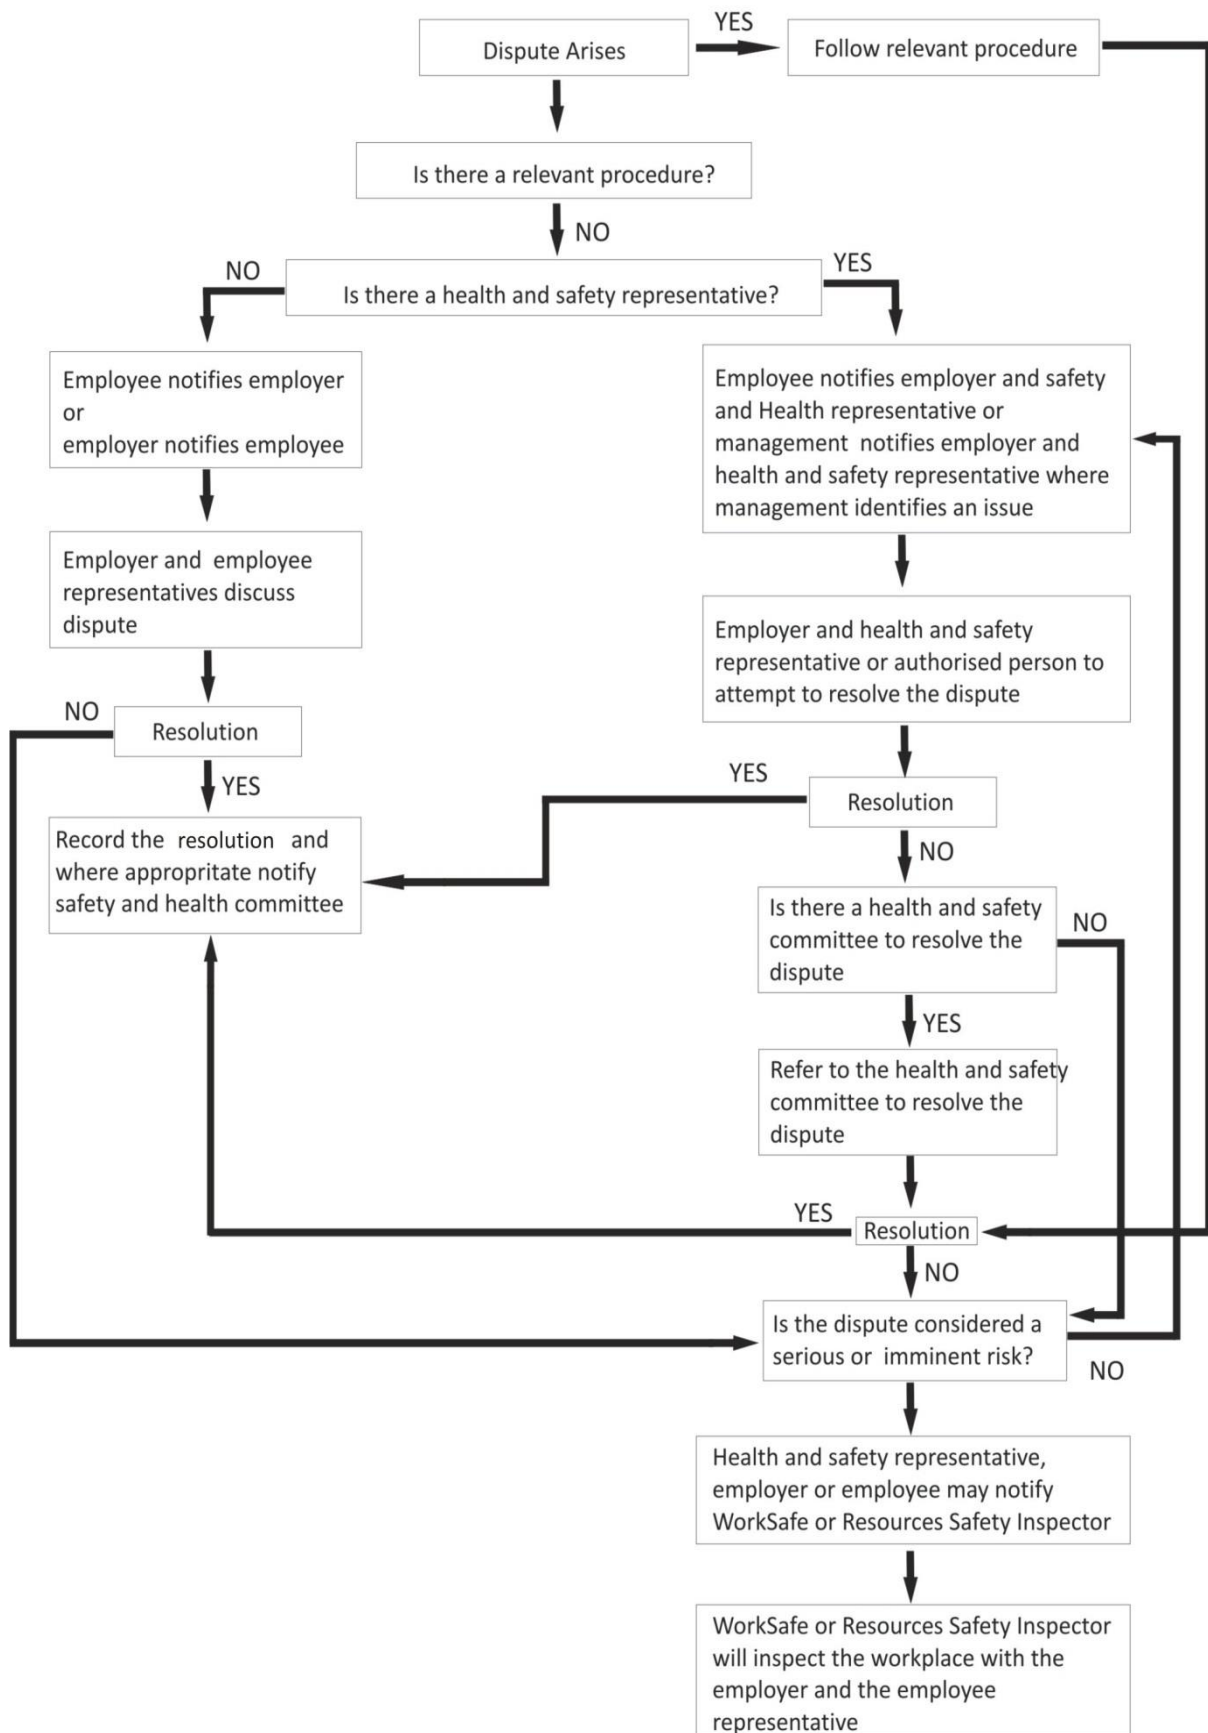 YES
Dispute Arises
Follow relevant procedure
Is there a relevant procedure?
NO
NO
YES
Is there a health and safety representative?
Employee notifies employer
or
employer notifies employee
Employee notifies employer and safety
and Health representative or
management notifies employer and
health and safety representative where
management identifies an issue
Employer and employee
representatives discuss
dispute
Employer and health and safety
representative or authorised person to
attempt to resolve the dispute
NO
Resolution
YES
YES
Resolution
NO
Record the resolution and
where appropritate notify
safety and health committee
Is there a health and safety
committee to resolve the
dispute
NO
YES
Refer to the health and safety
committee to resolve the
dispute
YES
Resolution
NO
Is the dispute considered a
serious or imminent risk?
NO
Health and safety representative,
employer or employee may notify
WorkSafe or Resources Safety Inspector
WorkSafe or Resources Safety Inspector
will inspect the workplace with the
employer and the employee
representative